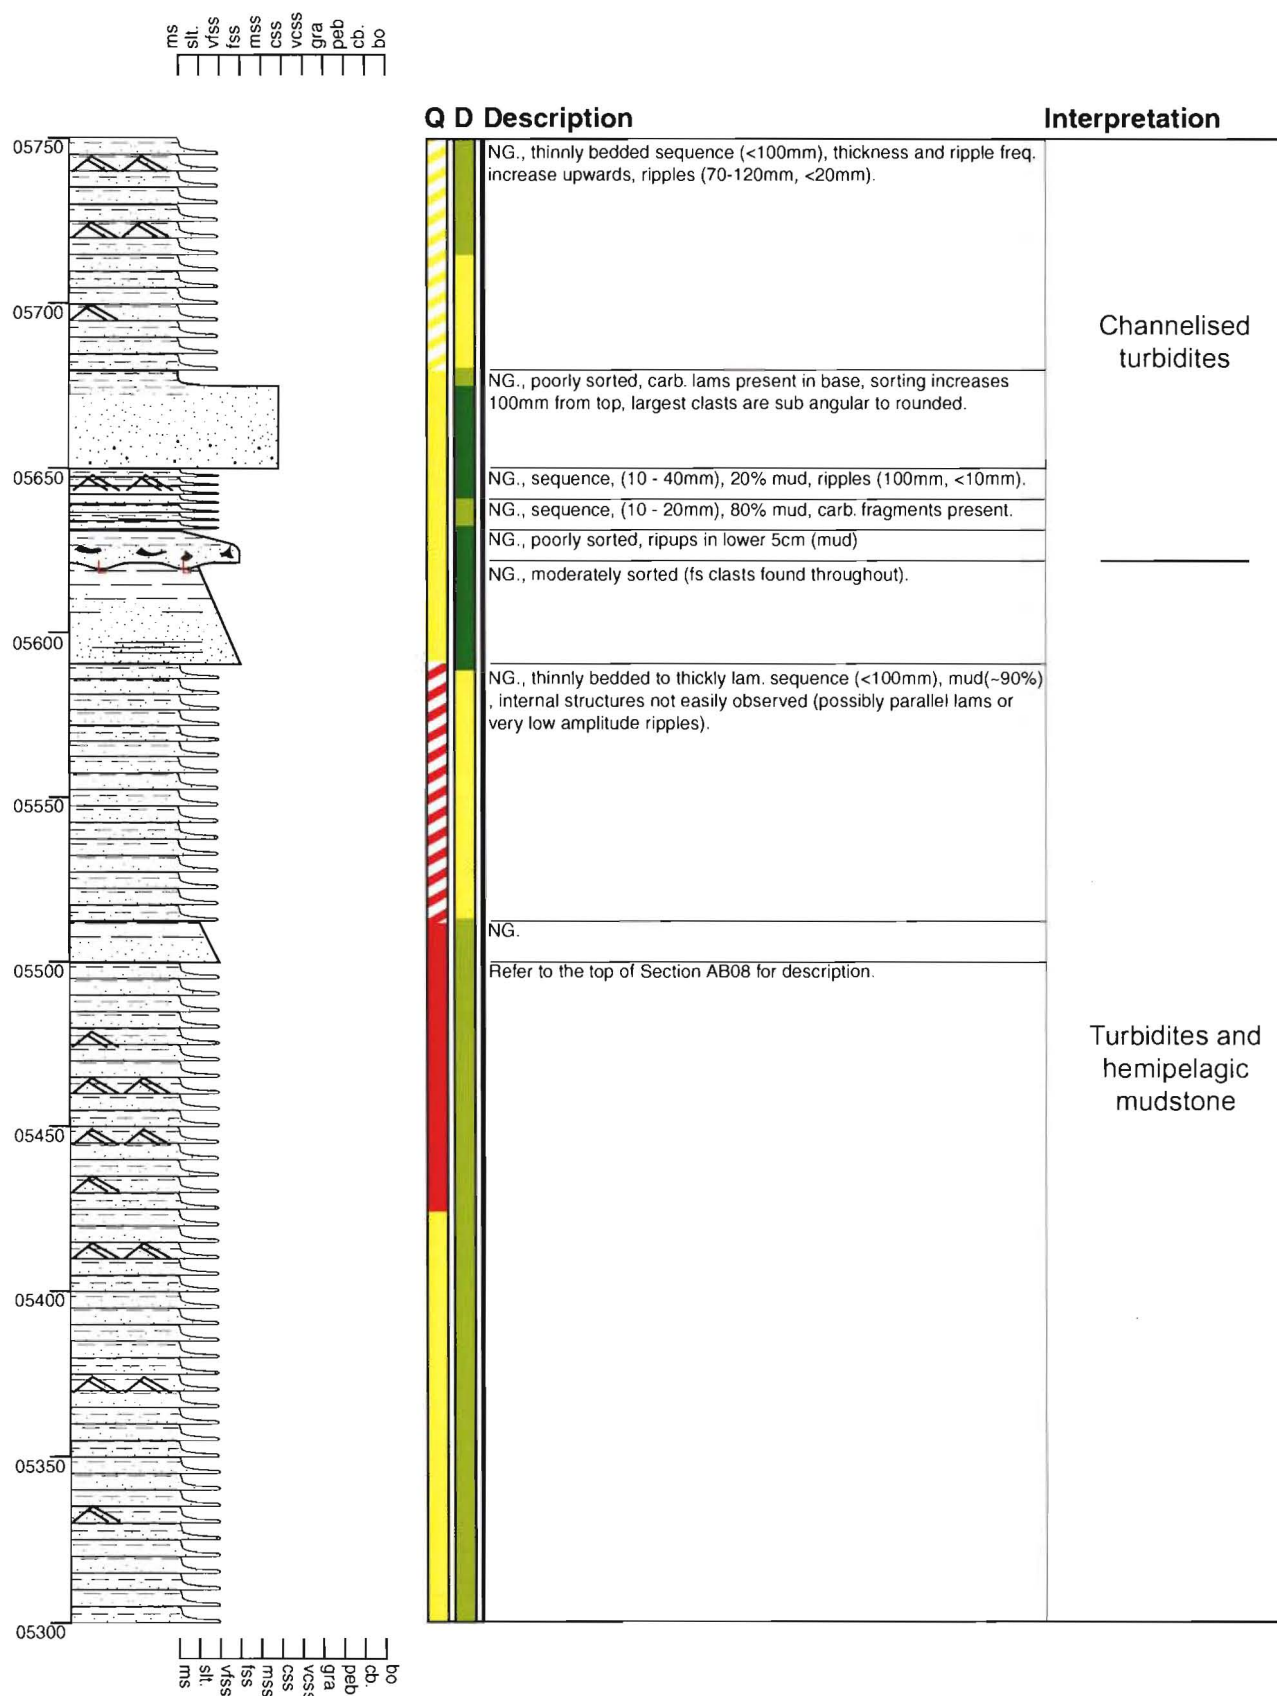 ms slt. vfss fss mss css vcss gra peb cb. bo
Q D Description Interpretation
05750
NG., thinnly bedded sequence (<100mm), thickness and ripple freq.
increase upwards, ripples (70-120mm, <20mm).
05700
Channelised
turbidites
NG., poorly sorted, carb. lams present in base, sorting increases
100mm from top, largest clasts are sub angular to rounded.
05650
NG., sequence, (10 - 40mm), 20% mud, ripples (100mm, <10mm).
NG., sequence, (10 - 20mm), 80% mud, carb. fragments present.
NG., poorly sorted, ripups in lower 5cm (mud)
NG., moderately sorted (fs clasts found throughout).
05600
NG., thinnly bedded to thickly lam. sequence (<100mm), mud(~90%)
, internal structures not easily observed (possibly parallel lams or
very low amplitude ripples).
05550
NG.
05500
Refer to the top of Section AB08 for description.
Turbidites and
hemipelagic
mudstone
05450
05400
05350
05300
ms slt. vfss fss mss css vcss gra peb cb. bo